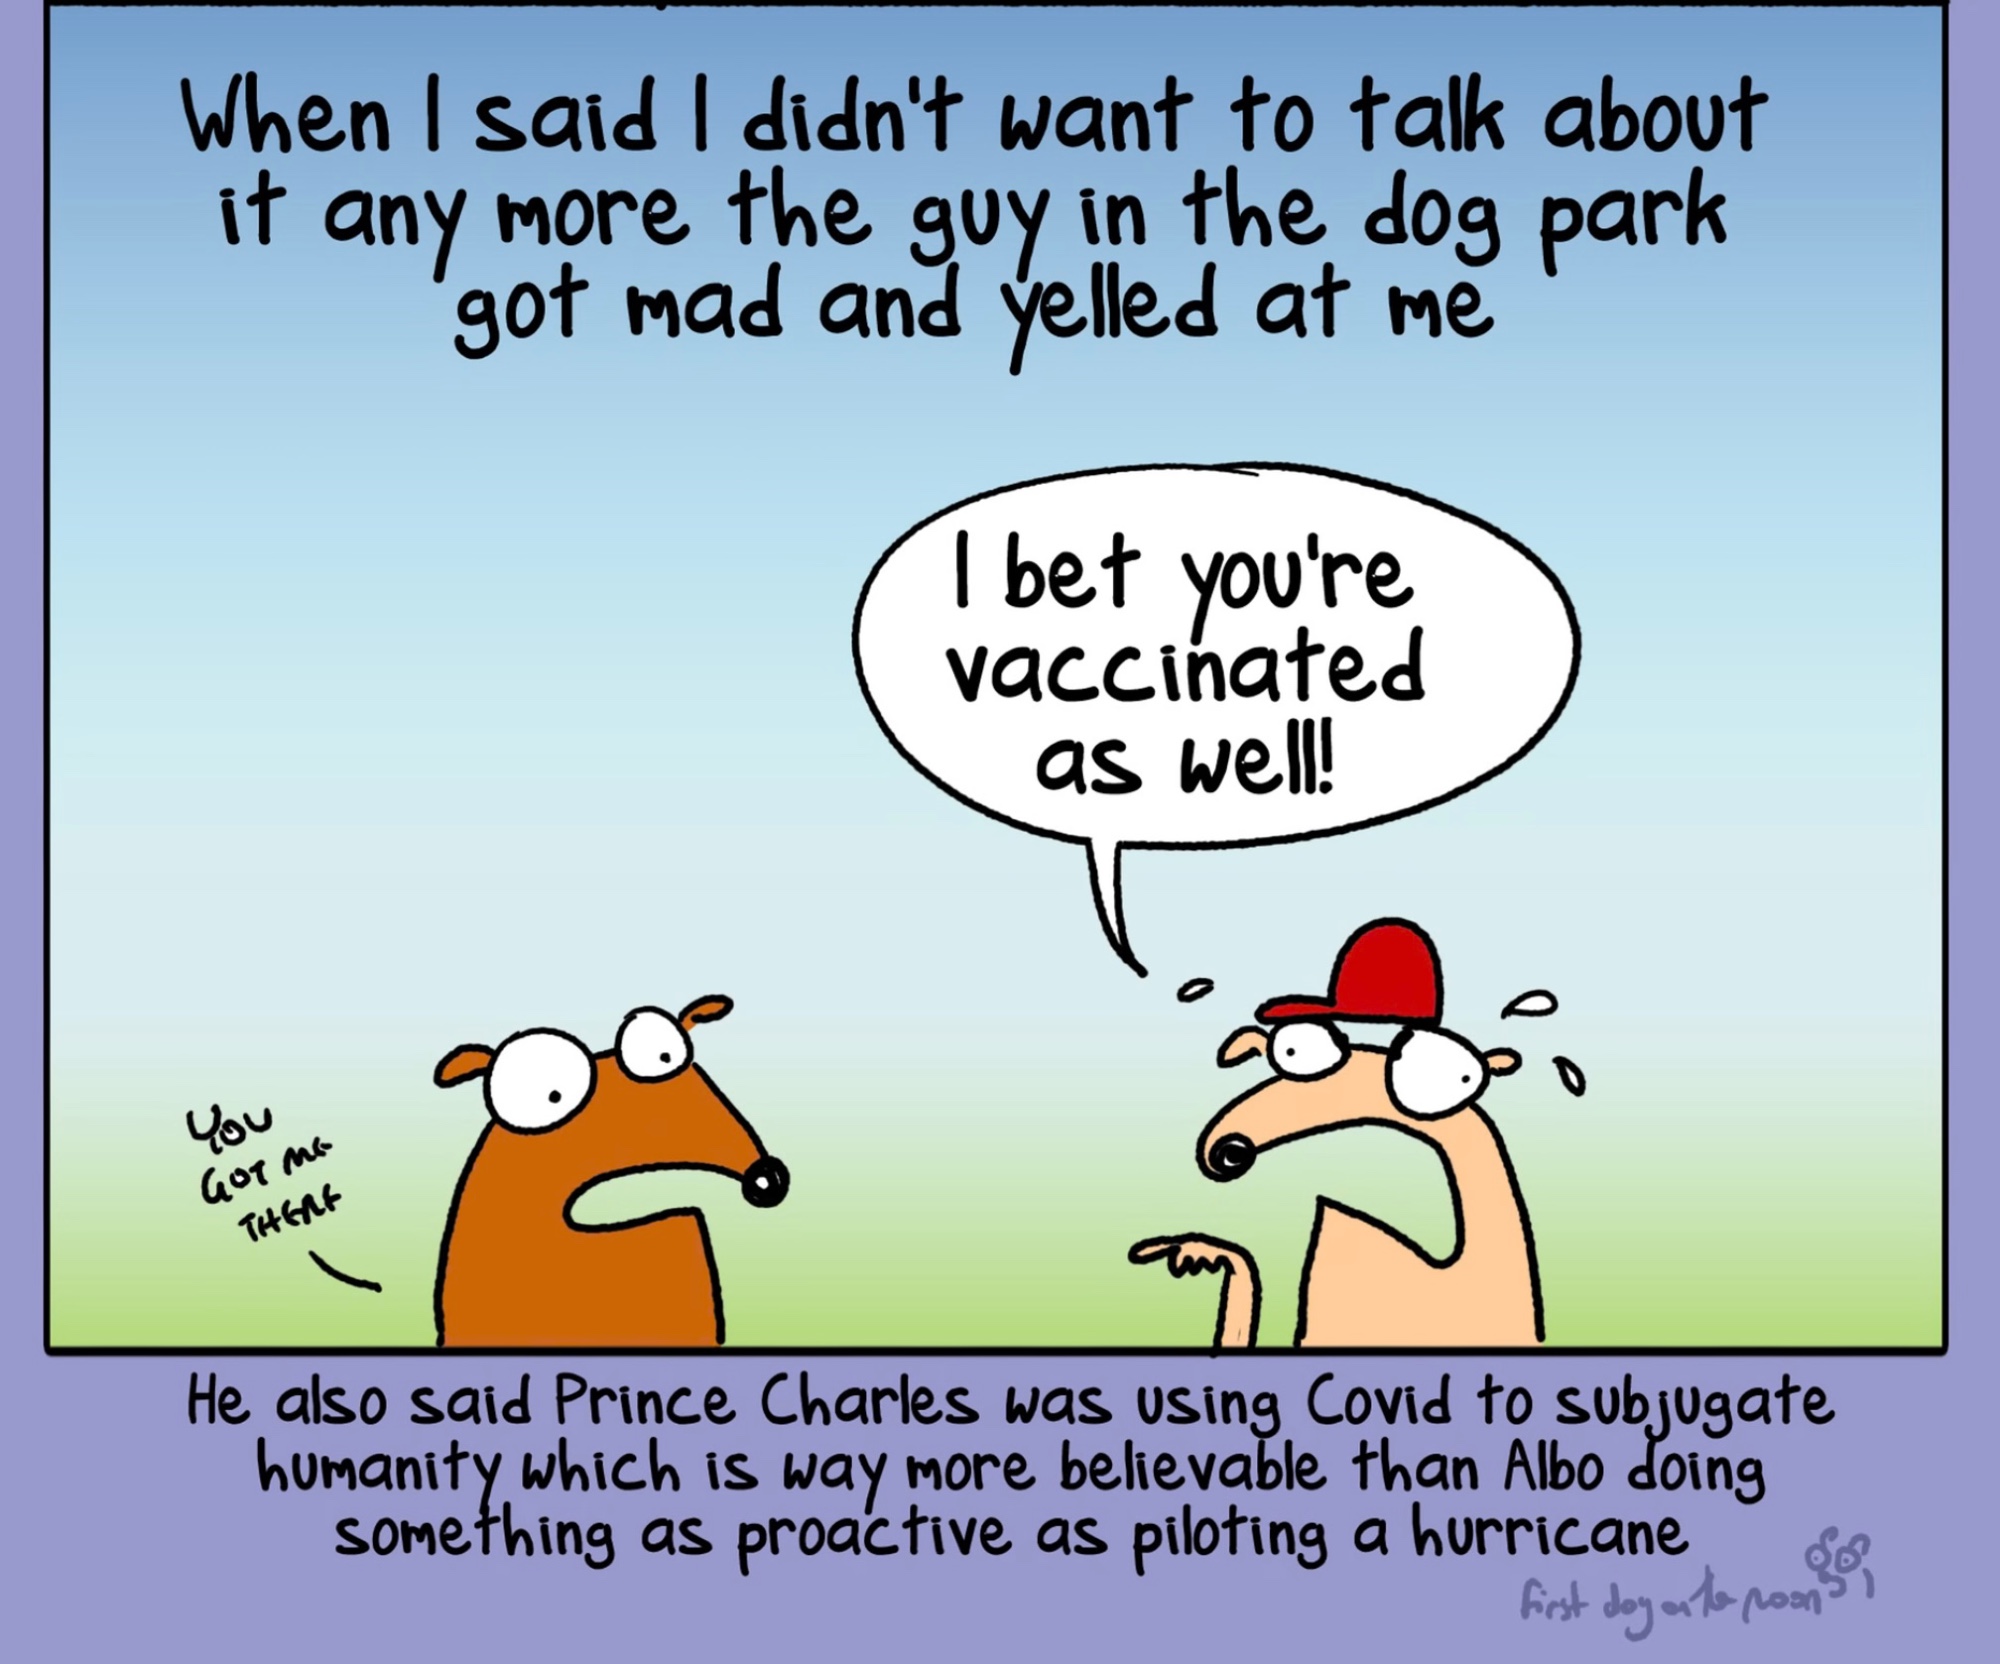 When I said I didn't want to talk about
it any more the guy in the dog park
got mad and yelled at me
I bet you're
vaccinated
as well!
YOU
GOT ME
THERE
He also said Prince Charles was using Covid to subjugate
humanity which is way more believable than Albo doing
something as proactive as piloting a hurricane
first dog on the moon